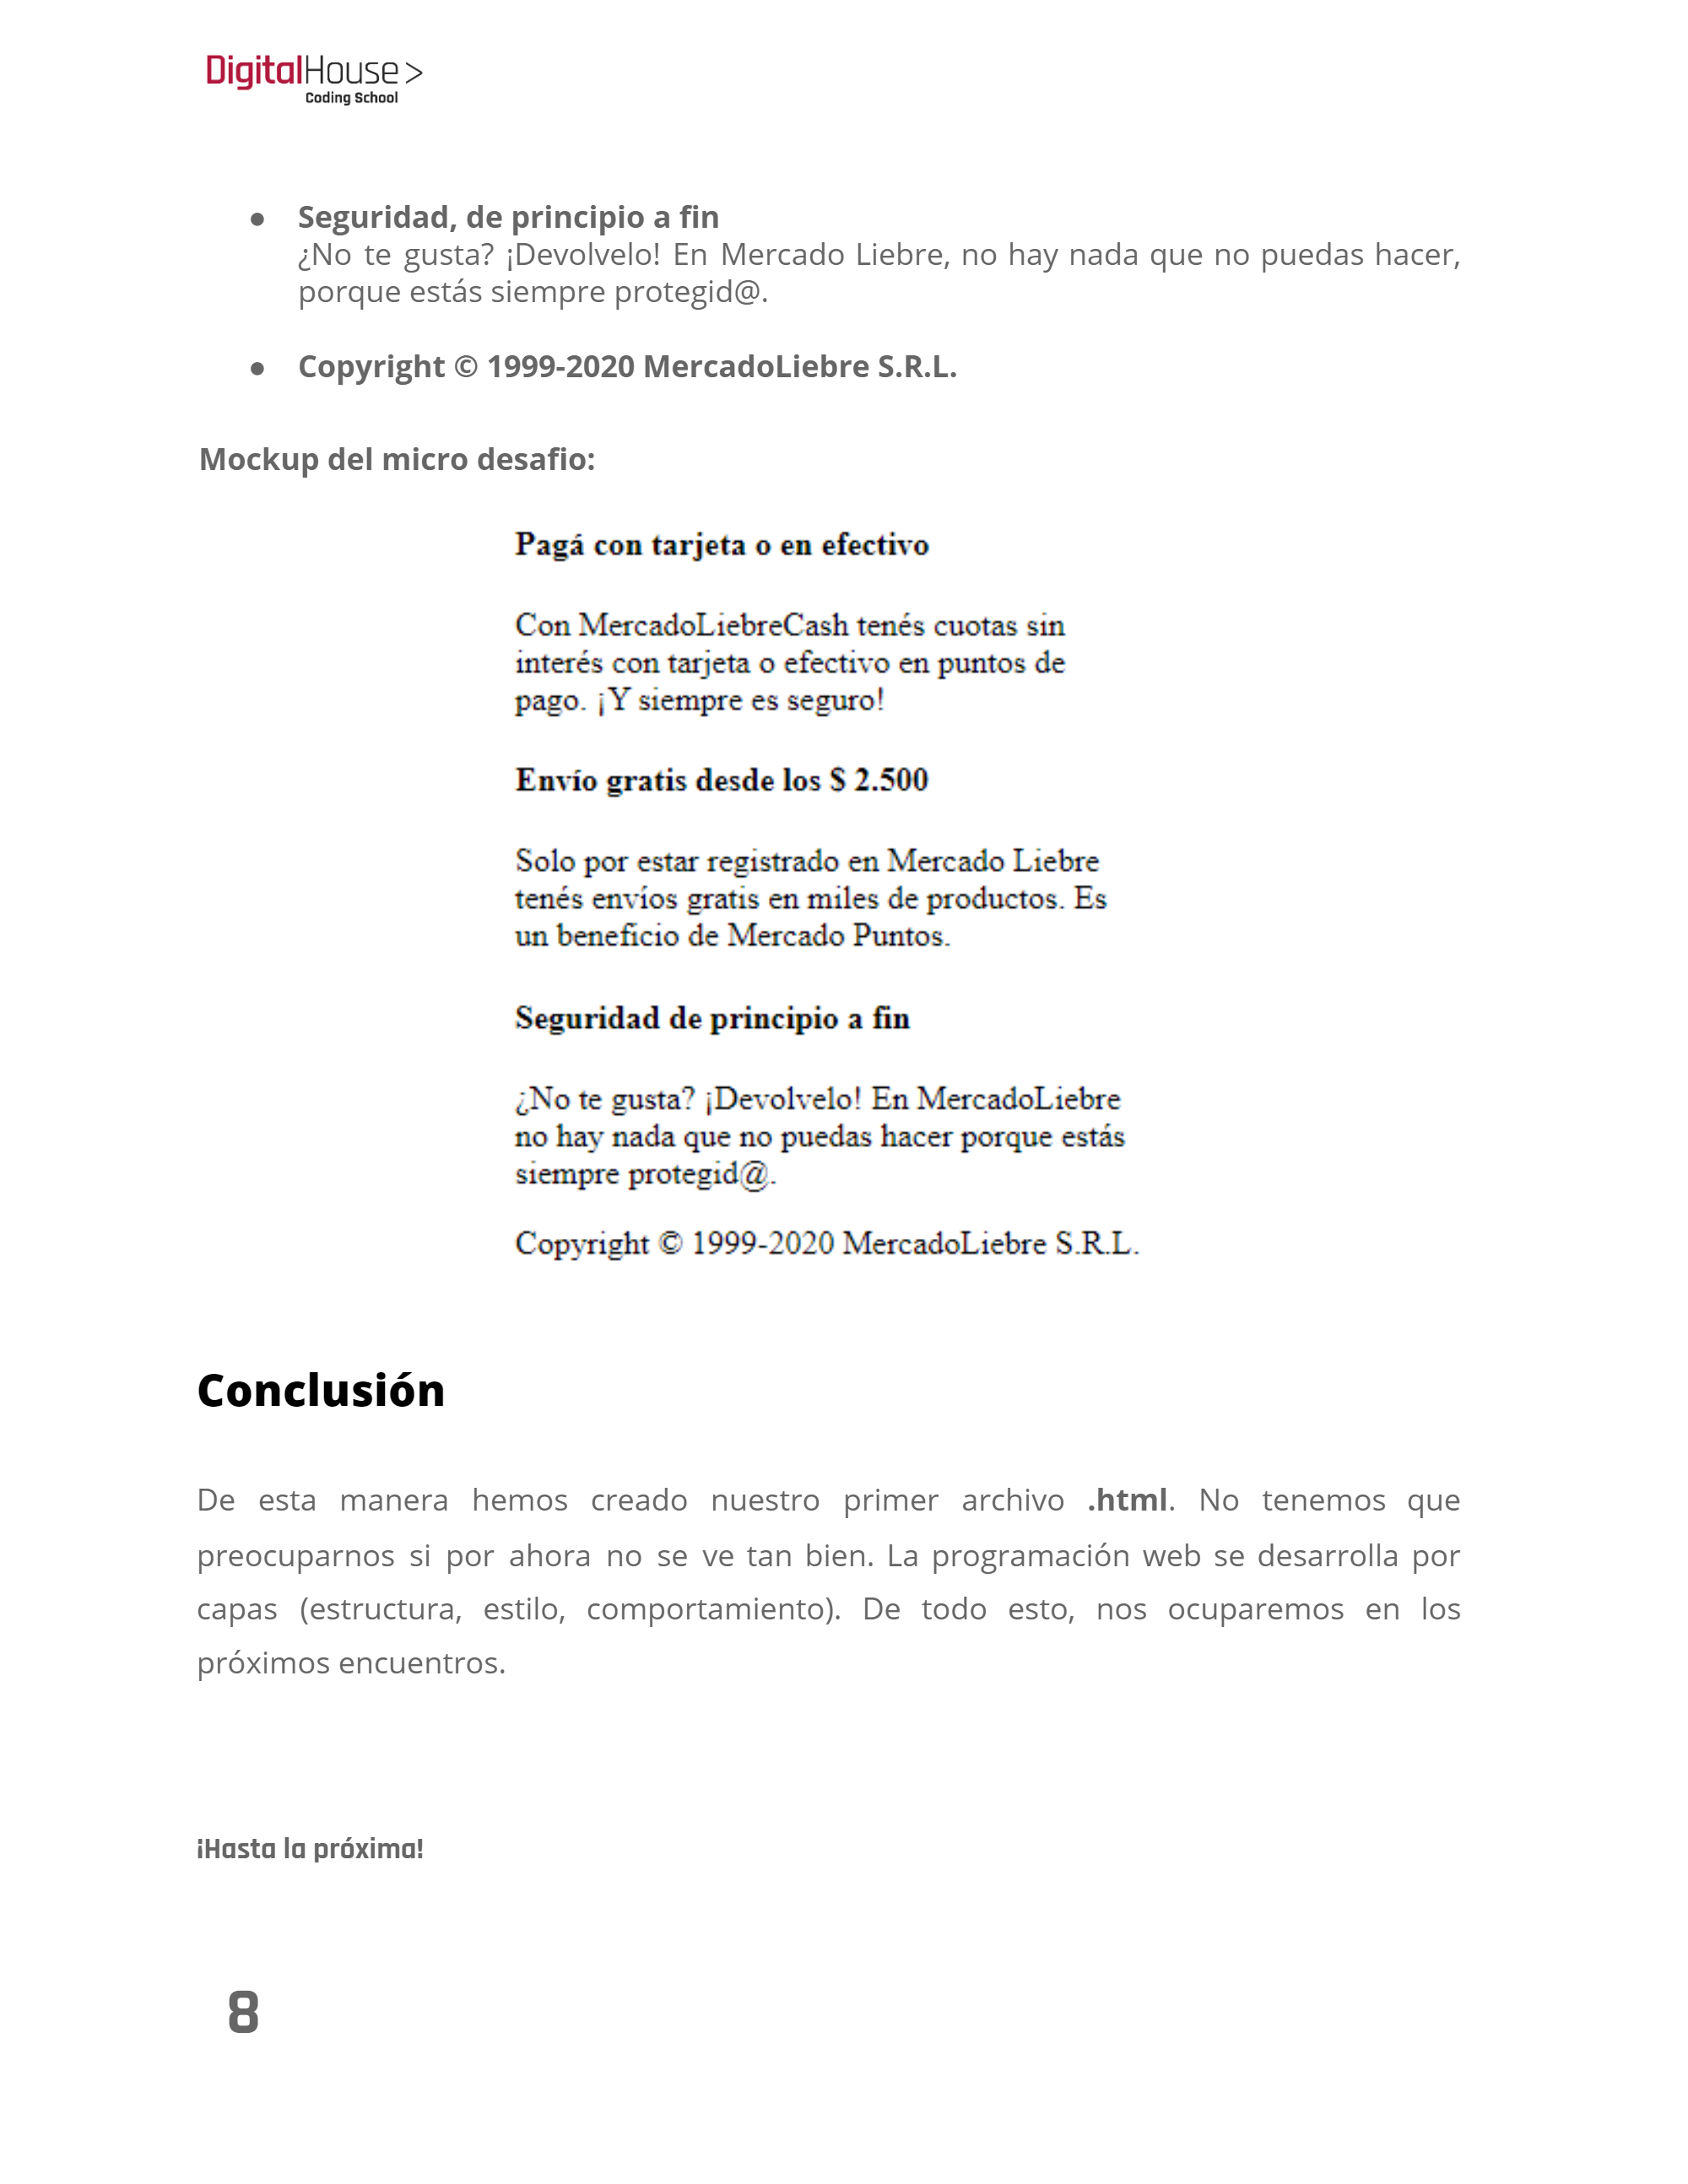 DigitalHouse >
Coding School
● Seguridad, de principio a fin
¿No te gusta? ¡Devolvelo! En Mercado Liebre, no hay nada que no puedas hacer,
porque estás siempre protegid@.
● Copyright © 1999-2020 MercadoLiebre S.R.L.
Mockup del micro desafio:
Pagá con tarjeta o en efectivo
Con MercadoLiebreCash tenés cuotas sin
interés con tarjeta o efectivo en puntos de
pago. ¡Y siempre es seguro!
Envío gratis desde los $ 2.500
Solo por estar registrado en Mercado Liebre
tenés envíos gratis en miles de productos. Es
un beneficio de Mercado Puntos.
Seguridad de principio a fin
¿No te gusta? ¡Devolvelo! En MercadoLiebre
no hay nada que no puedas hacer porque estás
siempre protegid@.
Copyright © 1999-2020 MercadoLiebre S.R.L.
Conclusión
De esta manera hemos creado nuestro primer archivo .html. No tenemos que
preocuparnos si por ahora no se ve tan bien. La programación web se desarrolla por
capas (estructura, estilo, comportamiento). De todo esto, nos ocuparemos en los
próximos encuentros.
¡Hasta la próxima!
8